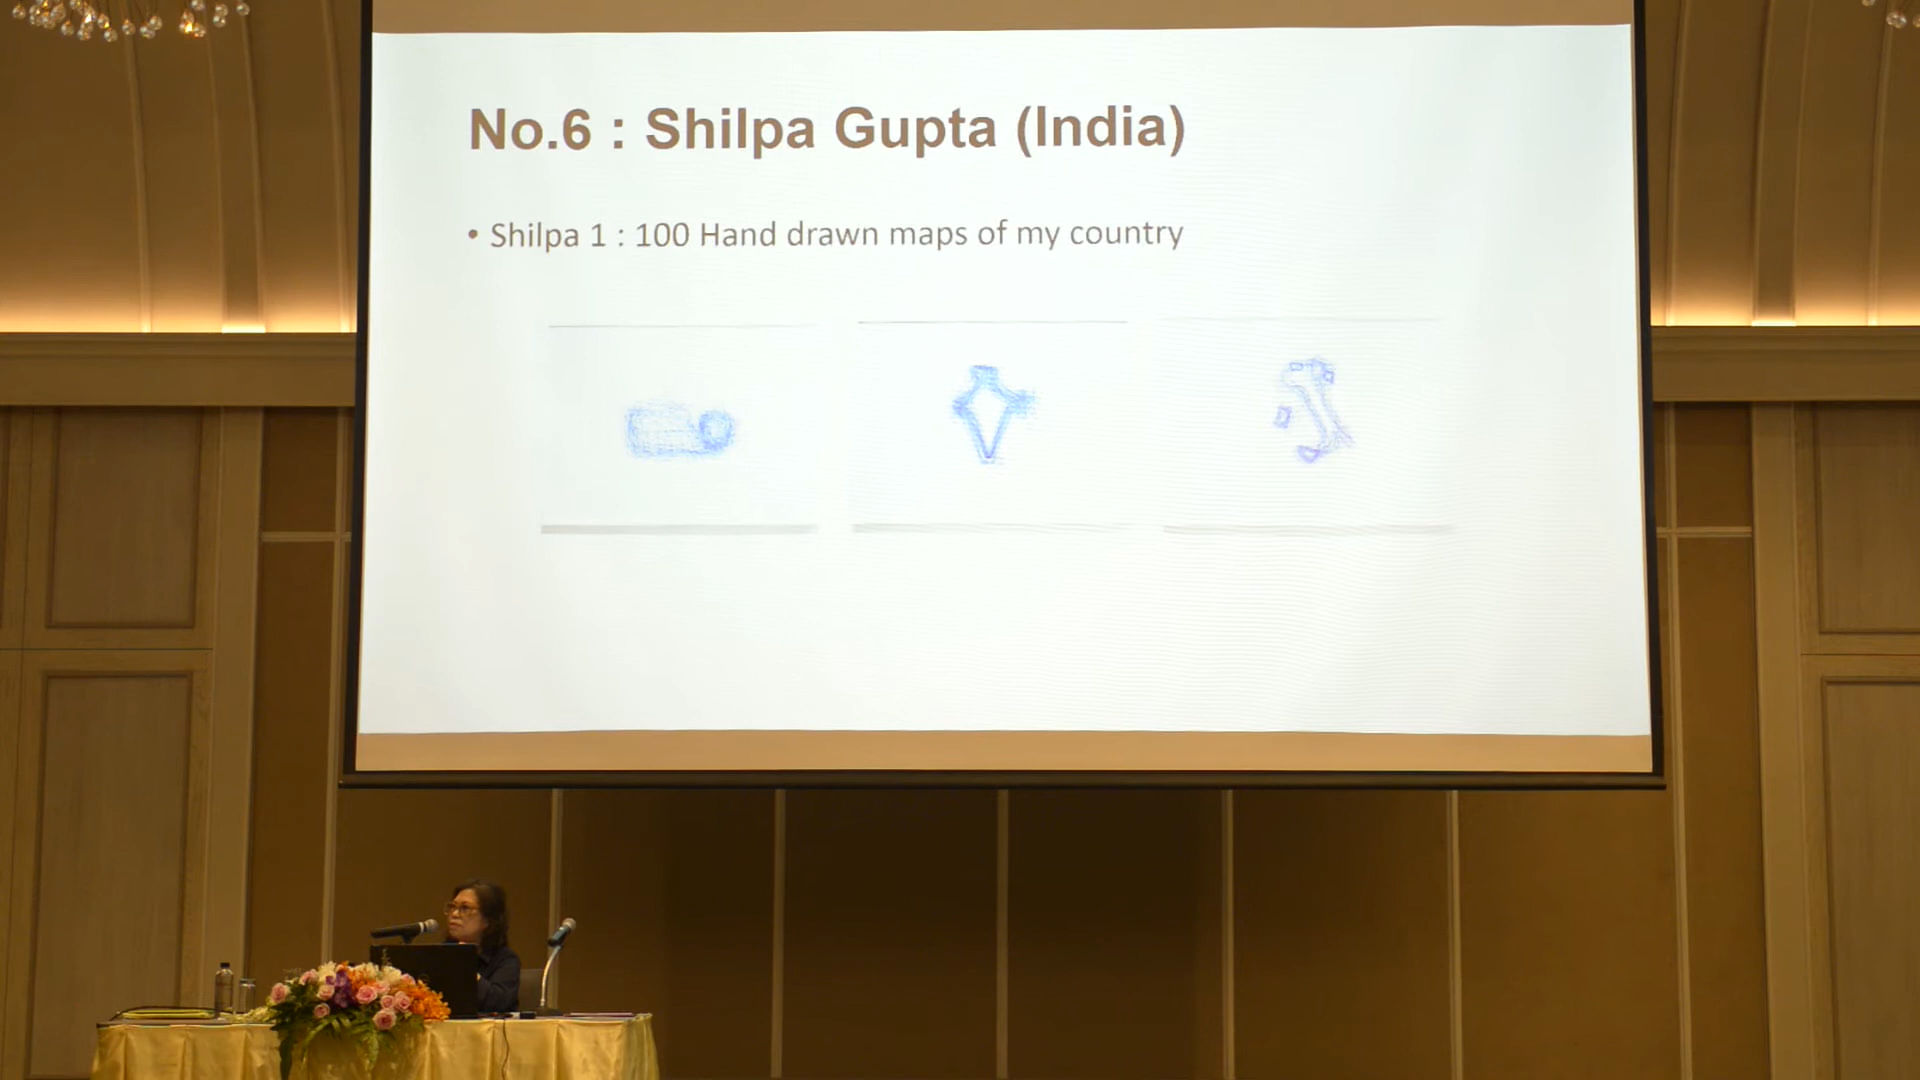 No.6 : Shilpa Gupta (India)
• Shilpa 1 : 100 Hand drawn maps of my country